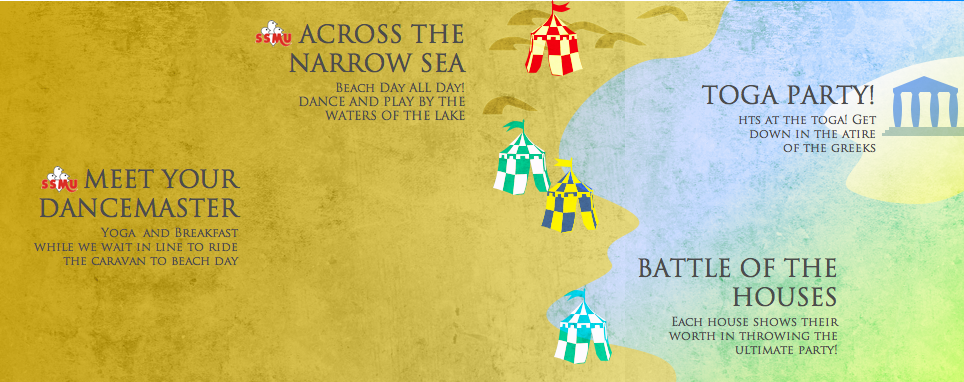 SSMU
ACROSS THE
NARROW SEA
Beach Day ALL DAY!
DANCE AND PLAY BY THE
WATERS OF THE LAKE
TOGA PARTY!
HTS AT THE TOGA! GET
DOWN IN THE ATIRE
OF THE GREEKS
SSMU
MEET YOUR
DANCEMASTER
Yoga and Breakfast
WHILE WE WAIT IN LINE TO RIDE
THE CARAVAN TO BEACH DAY
BATTLE OF THE
HOUSES
Each house shows their
WORTH IN THROWING THE
ULTIMATE PARTY!